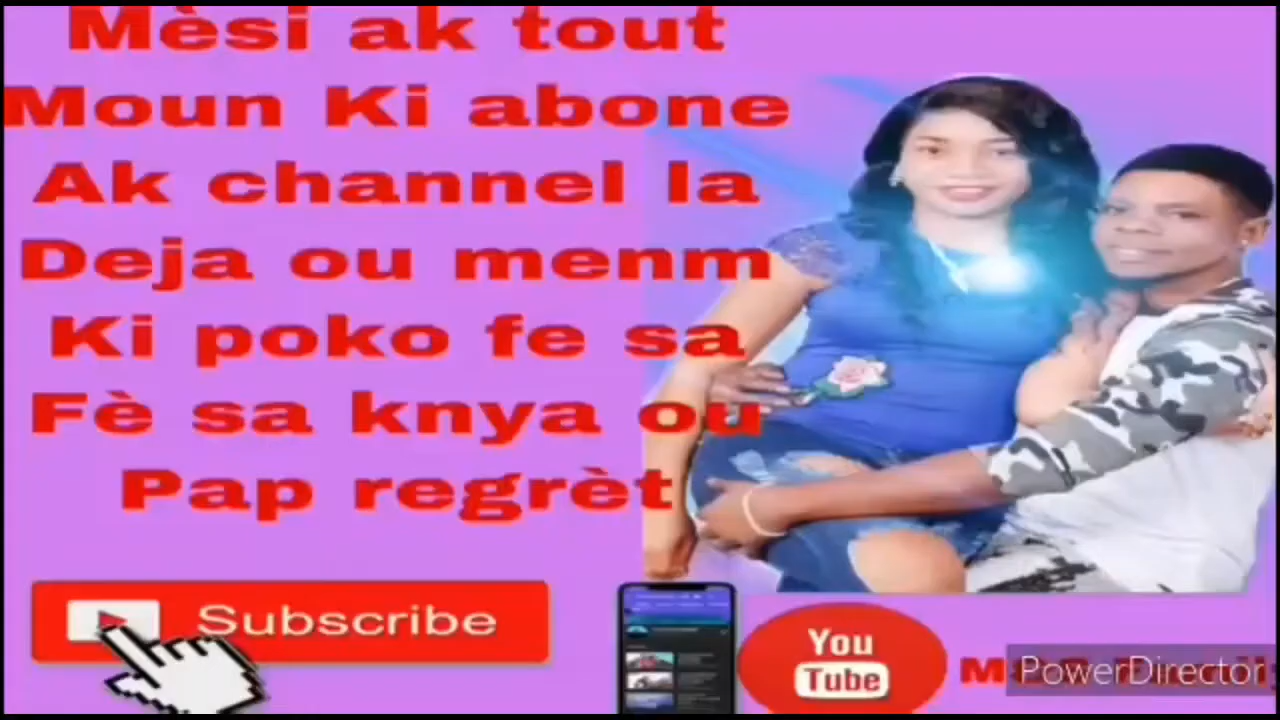 Mèsi ak tout
Moun Ki abone
Ak channel la
Deja ou menm
Ki poko fe sa
Fè sa knya ou
Pap regrèt
Subscribe
You
Tube
PowerDirector